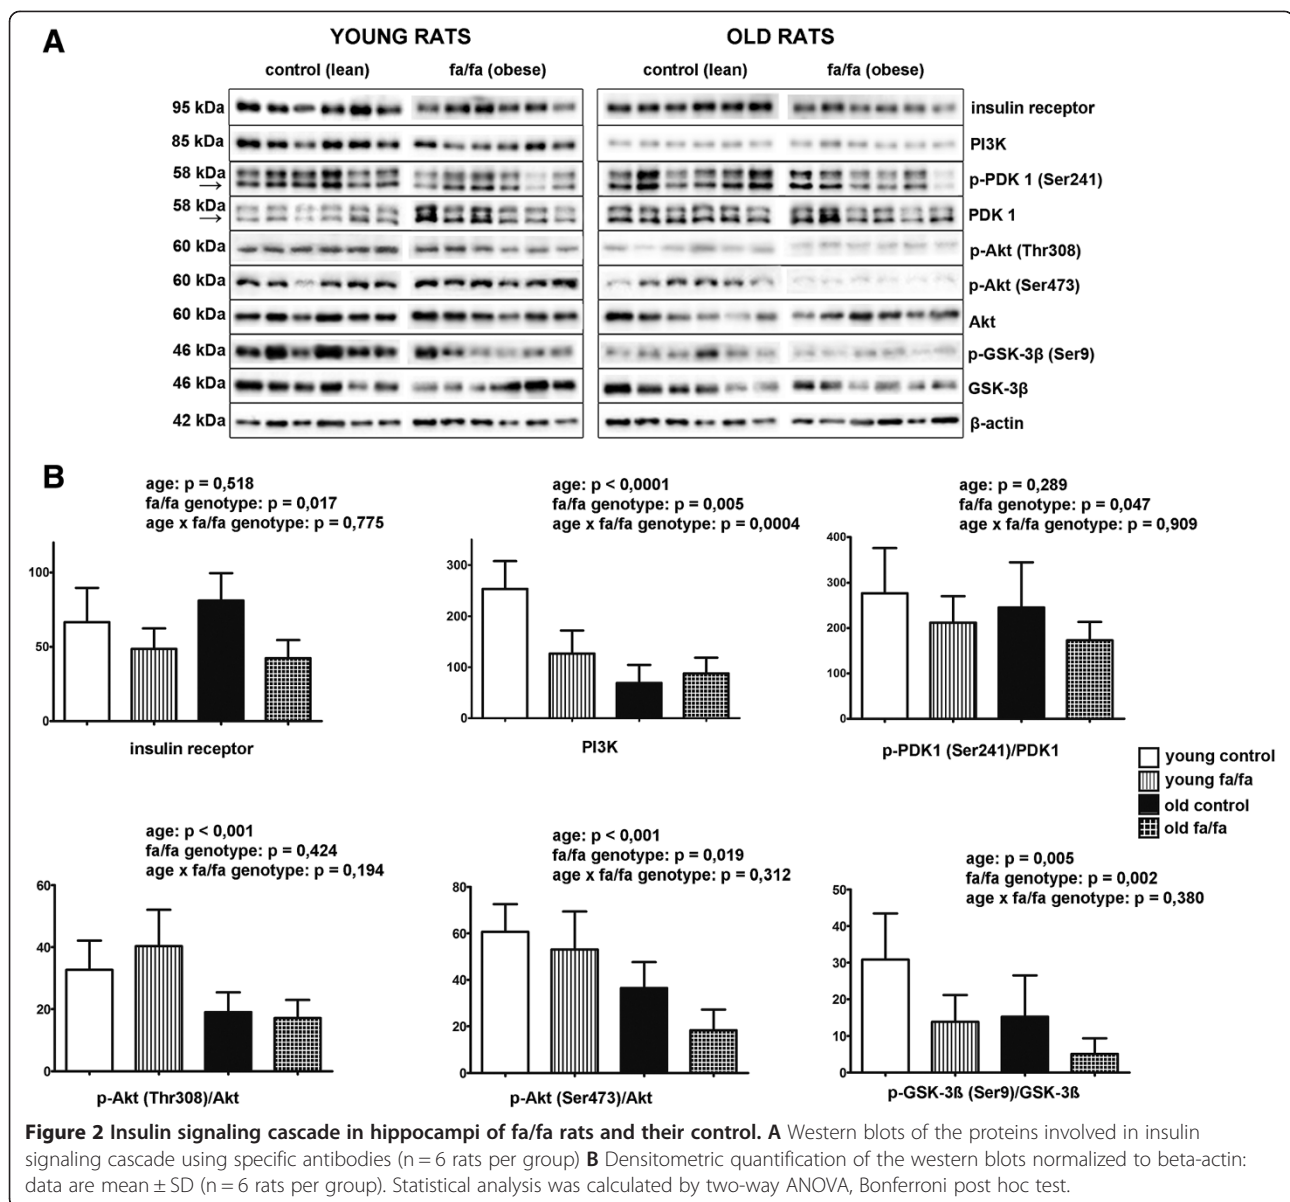 A
YOUNG RATS
OLD RATS
control (lean)
fa/fa (obese)
control (lean)
fa/fa (obese)
95 kDa
insulin receptor
85 kDa
PI3K
58 kDa
→
p-PDK 1 (Ser241)
58 kDa
→
PDK 1
60 kDa
p-Akt (Thr308)
60 kDa
p-Akt (Ser473)
60 kDa
Akt
46 kDa
p-GSK-3β (Ser9)
46 kDa
GSK-3β
42 kDa
β-actin
B
age: p = 0,518
fa/fa genotype: p = 0,017
age x fa/fa genotype: p = 0,775
100
50
0
insulin receptor
age: p < 0,0001
fa/fa genotype: p = 0,005
age x fa/fa genotype: p = 0,0004
300
200
100
0
PI3K
age: p = 0,289
fa/fa genotype: p = 0,047
age x fa/fa genotype: p = 0,909
400
300
200
100
0
p-PDK1 (Ser241)/PDK1
young control
young fa/fa
old control
old fa/fa
age: p < 0,001
fa/fa genotype: p = 0,424
age x fa/fa genotype: p = 0,194
60
40
20
0
p-Akt (Thr308)/Akt
age: p < 0,001
fa/fa genotype: p = 0,019
age x fa/fa genotype: p = 0,312
80
60
40
20
0
p-Akt (Ser473)/Akt
age: p = 0,005
fa/fa genotype: p = 0,002
age x fa/fa genotype: p = 0,380
50
40
30
20
10
0
p-GSK-3ß (Ser9)/GSK-3ß
Figure 2 Insulin signaling cascade in hippocampi of fa/fa rats and their control. A Western blots of the proteins involved in insulin
signaling cascade using specific antibodies (n = 6 rats per group) B Densitometric quantification of the western blots normalized to beta-actin:
data are mean ± SD (n = 6 rats per group). Statistical analysis was calculated by two-way ANOVA, Bonferroni post hoc test.